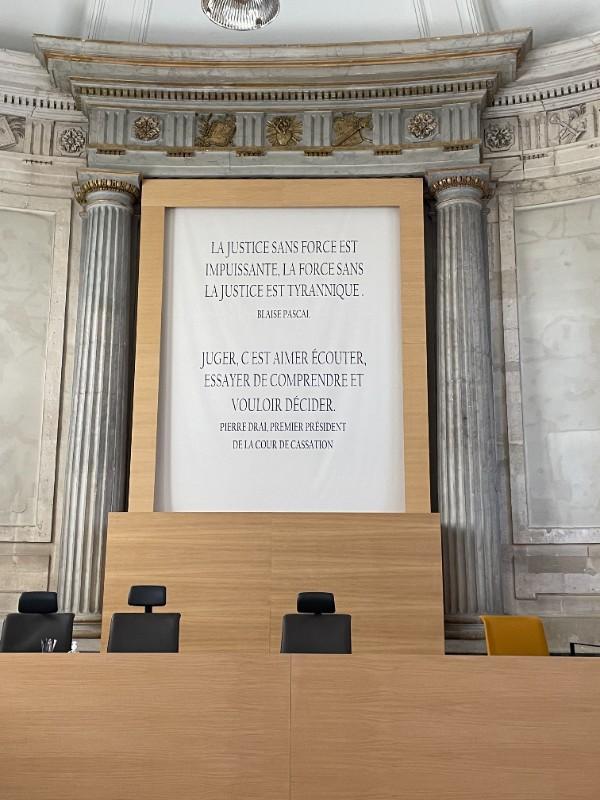 LA JUSTICE SANS FORCE EST
IMPUISSANTE, LA FORCE SANS
LA JUSTICE EST TYRANNIQUE .
BLAISE PASCAL
JUGER, C EST AIMER ÉCOUTER,
ESSAYER DE COMPRENDRE ET
VOULOIR DÉCIDER.
PIERRE DRAI, PREMIER PRÉSIDENT
DE LA COUR DE CASSATION